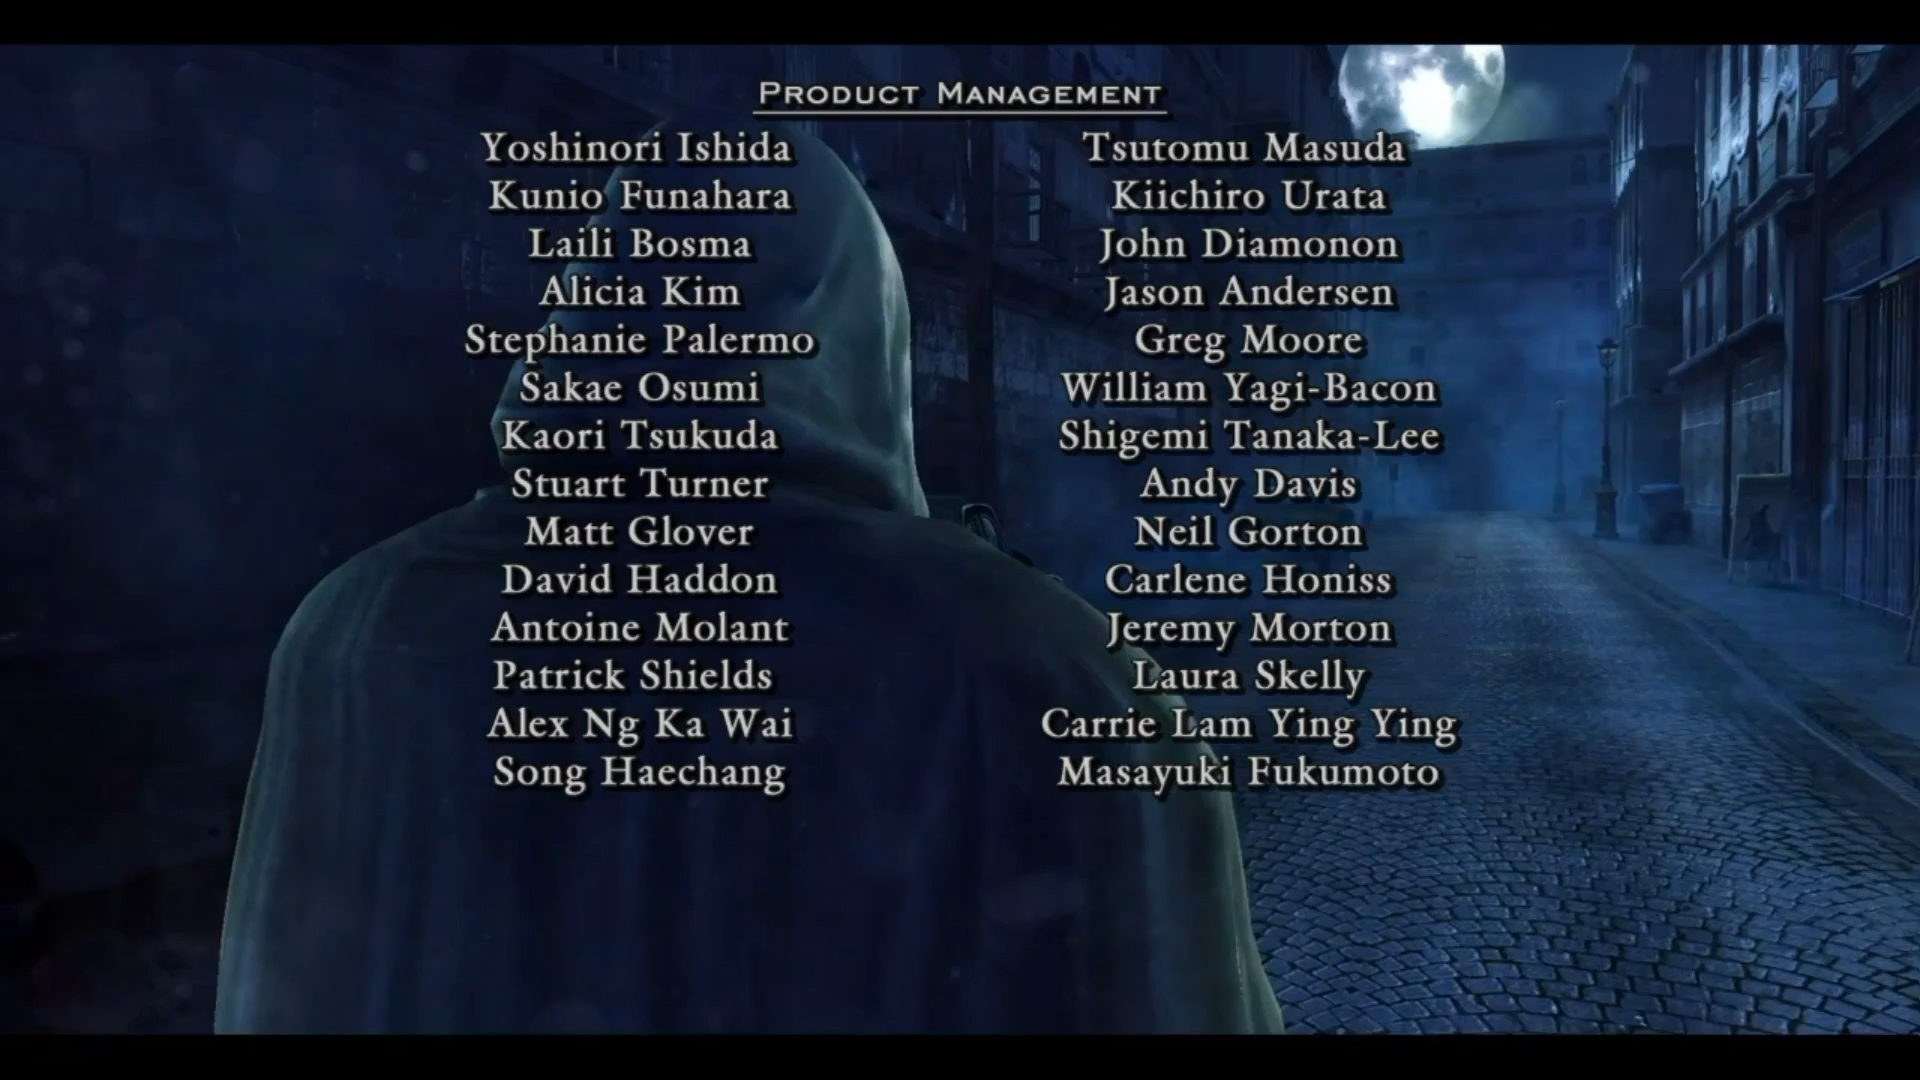 Product Management
Yoshinori Ishida Tsutomu Masuda
Kunio Funahara Kiichiro Urata
Laili Bosma John Diamonon
Alicia Kim Jason Andersen
Stephanie Palermo Greg Moore
Sakae Osumi William Yagi-Bacon
Kaori Tsukuda Shigemi Tanaka-Lee
Stuart Turner Andy Davis
Matt Glover Neil Gorton
David Haddon Carlene Honiss
Antoine Molant Jeremy Morton
Patrick Shields Laura Skelly
Alex Ng Ka Wai Carrie Lam Ying Ying
Song Haechang Masayuki Fukumoto